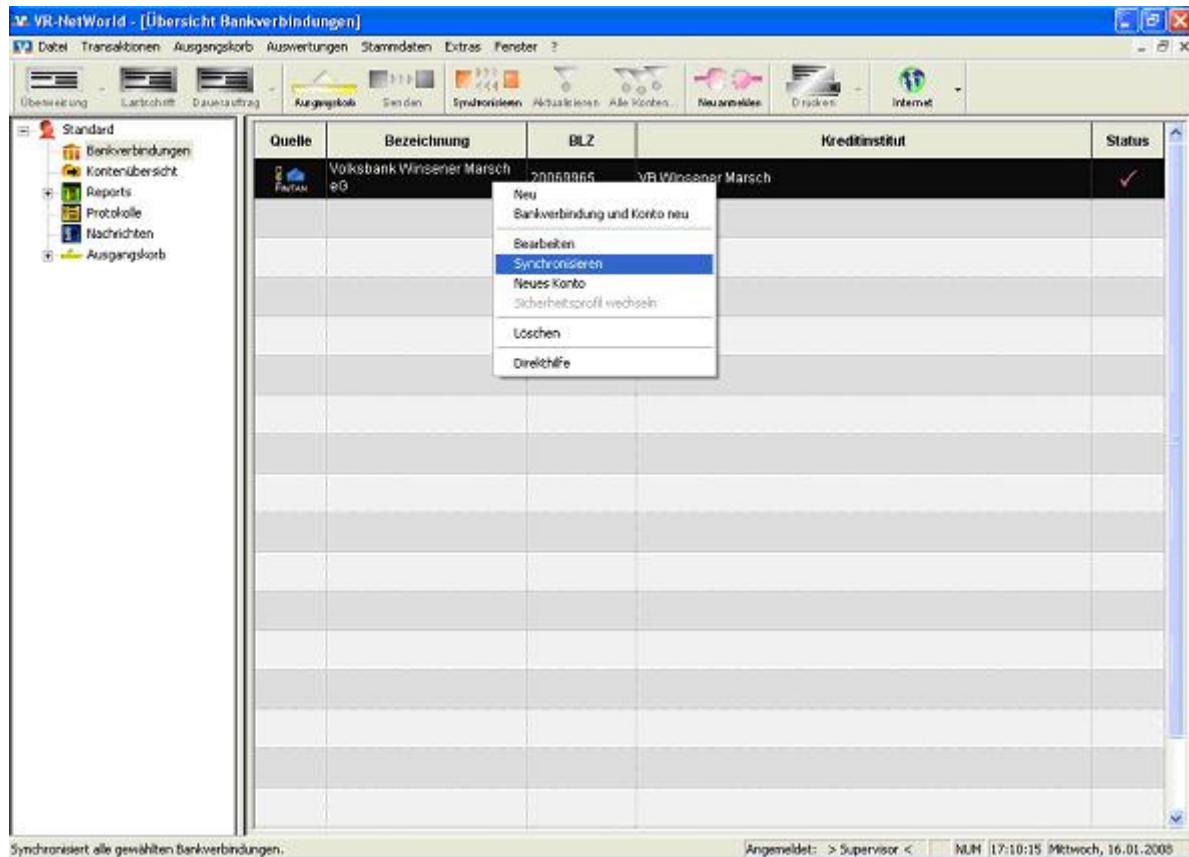 VR-NetWorld - [Übersicht Bankverbindungen]
Datei Transaktionen Ausgangskorb Auswertungen Stammdaten Extras Fenster ?
Überweisung Lastschrift Dauerauftrag Ausgangskorb Senden Synchronisieren Aktualisieren Alle Konten... Neu anmelden Drucken Internet
Standard
Bankverbindungen
Kontenübersicht
Reports
Protokolle
Nachrichten
Ausgangskorb
Quelle Bezeichnung BLZ Kreditinstitut Status
FinTAN Volksbank Winsener Marsch eG 20069965 VB Winsener Marsch
Neu
Bankverbindung und Konto neu
Bearbeiten
Synchronisieren
Neues Konto
Sicherheitsprofil wechseln
Löschen
Direkthilfe
Synchronisiert alle gewählten Bankverbindungen. Angemeldet: > Supervisor < NUM 17:10:15 Mittwoch, 16.01.2008